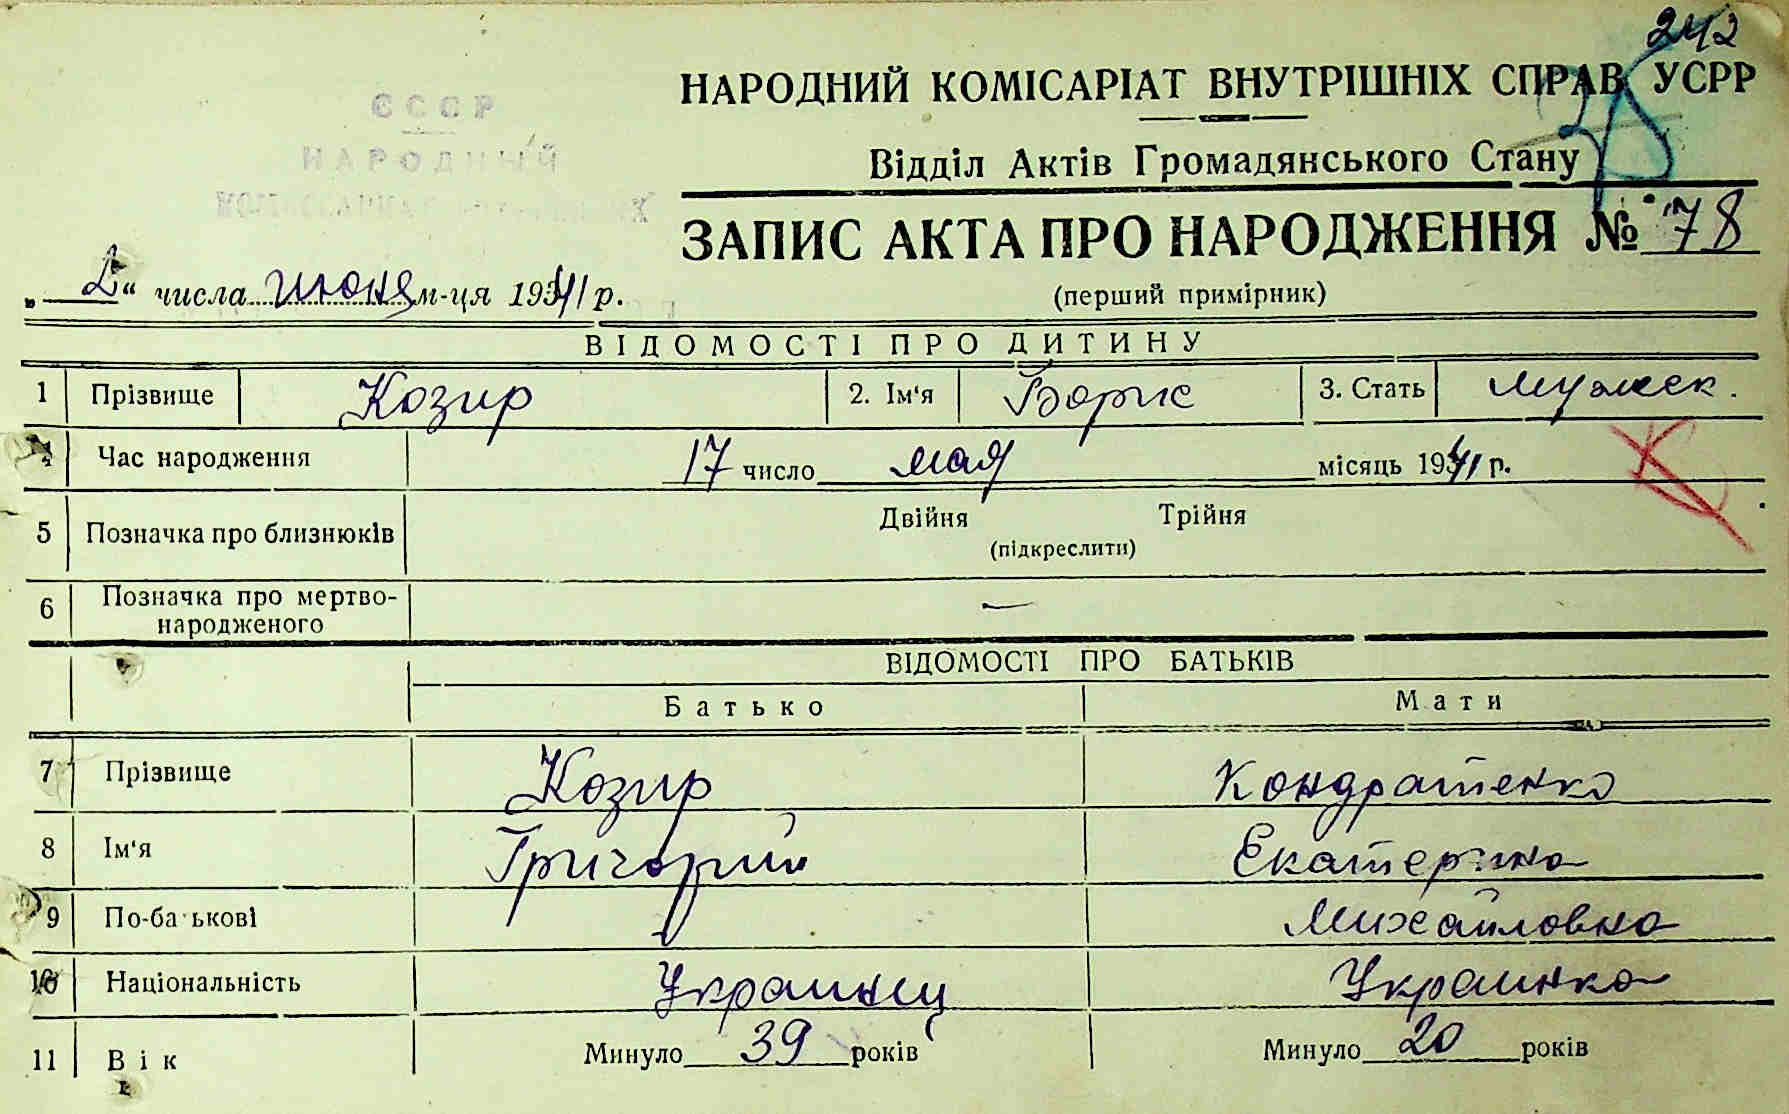 242
НАРОДНИЙ КОМІСАРІАТ ВНУТРІШНІХ СПРАВ УСРР
СССР
НАРОДНЫЙ
Відділ Актів Громадянського Стану
ЗАПИС АКТА ПРО НАРОДЖЕННЯ № 78
„ 2 “ числа июня м-ця 1941 р. (перший примірник)
ВІДОМОСТІ ПРО ДИТИНУ
1 Прізвище Козир 2. Ім'я Борис 3. Стать мужск.
4 Час народження 17 число мая місяць 1941 р.
5 Позначка про близнюків Двійня Трійня
(підкреслити)
6 Позначка про мертво-
народженого —
ВІДОМОСТІ ПРО БАТЬКІВ
Батько Мати
7 Прізвище Козир Кондратенко
8 Ім'я Григорий Екатерина
9 По-батькові Михайловна
10 Національність Украинец Украинка
11 Вік Минуло 39 років Минуло 20 років